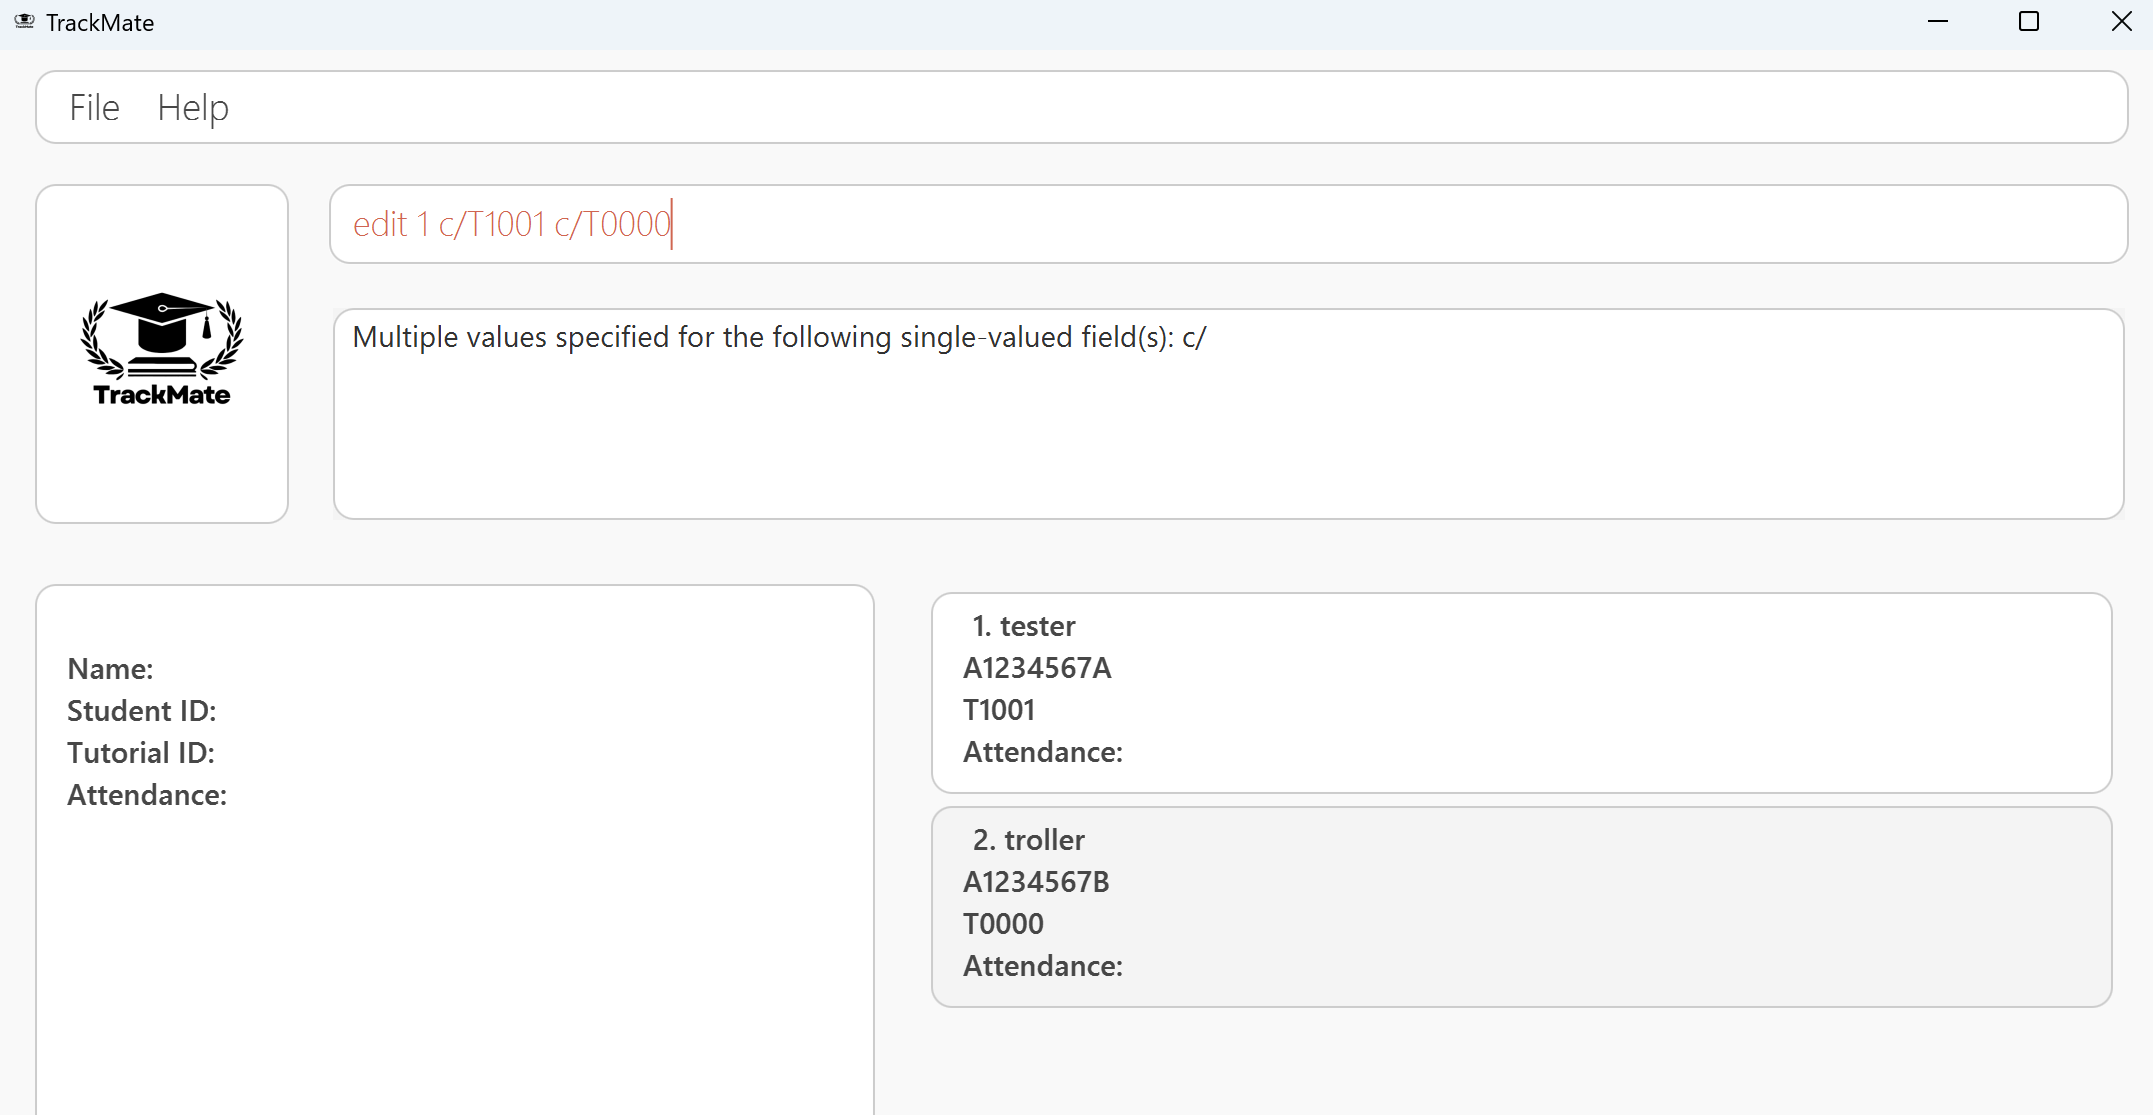 TrackMate
File Help
edit 1 c/T1001 c/T0000
TrackMate
Multiple values specified for the following single-valued field(s): c/
Name:
Student ID:
Tutorial ID:
Attendance:
1. tester
A1234567A
T1001
Attendance:
2. troller
A1234567B
T0000
Attendance: